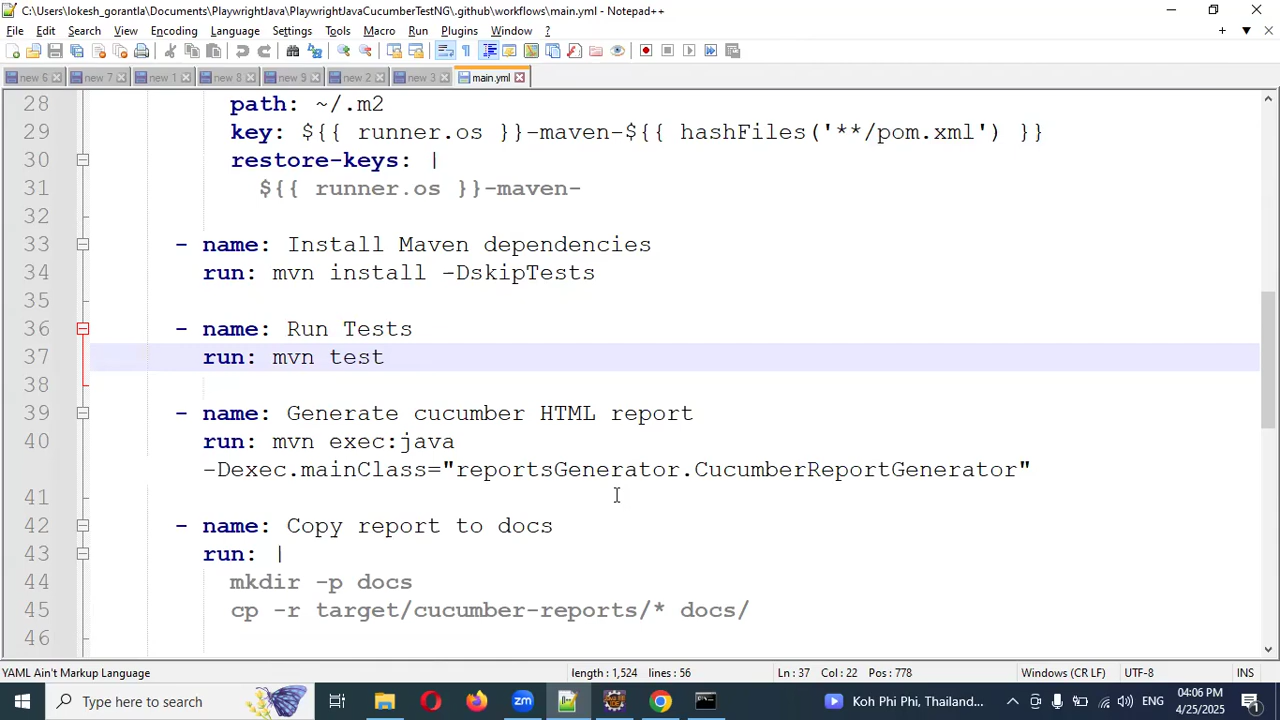 C:\Users\lokesh_gorantla\Documents\PlaywrightJava\PlaywrightJavaCucumberTestNG\.github\workflows\main.yml - Notepad++
File Edit Search View Encoding Language Settings Tools Macro Run Plugins Window ?
new 6 new 7 new 1 new 8 new 9 new 2 new 3 main.yml
28 path: ~/.m2
29 key: ${{ runner.os }}-maven-${{ hashFiles('**/pom.xml') }}
30 restore-keys: |
31 ${{ runner.os }}-maven-
32
33 - name: Install Maven dependencies
34 run: mvn install -DskipTests
35
36 - name: Run Tests
37 run: mvn test
38
39 - name: Generate cucumber HTML report
40 run: mvn exec:java
-Dexec.mainClass="reportsGenerator.CucumberReportGenerator"
41
42 - name: Copy report to docs
43 run: |
44 mkdir -p docs
45 cp -r target/cucumber-reports/* docs/
46
YAML Ain't Markup Language length : 1,524 lines : 56 Ln : 37 Col : 22 Pos : 778 Windows (CR LF) UTF-8 INS
Type here to search Koh Phi Phi, Thailand... ENG 04:06 PM
4/25/2025